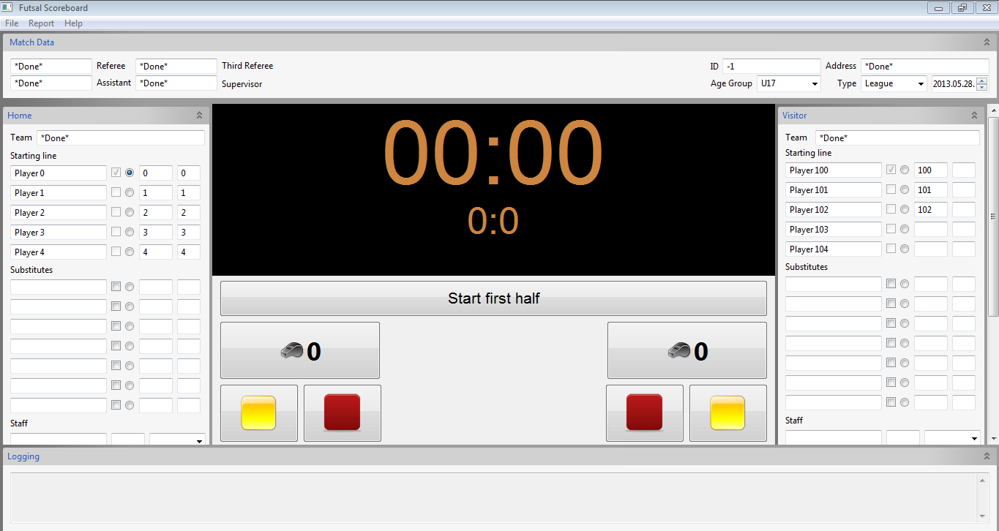 Futsal Scoreboard
File Report Help
Match Data
*Done* Referee *Done* Third Referee ID -1 Address *Done*
*Done* Assistant *Done* Supervisor Age Group U17 Type League 2013.05.28.
Home
Team *Done*
Starting line
Player 0 0 0
Player 1 1 1
Player 2 2 2
Player 3 3 3
Player 4 4 4
Substitutes
Staff
00:00
0:0
Start first half
0 0
Visitor
Team *Done*
Starting line
Player 100 100
Player 101 101
Player 102 102
Player 103
Player 104
Substitutes
Staff
Logging